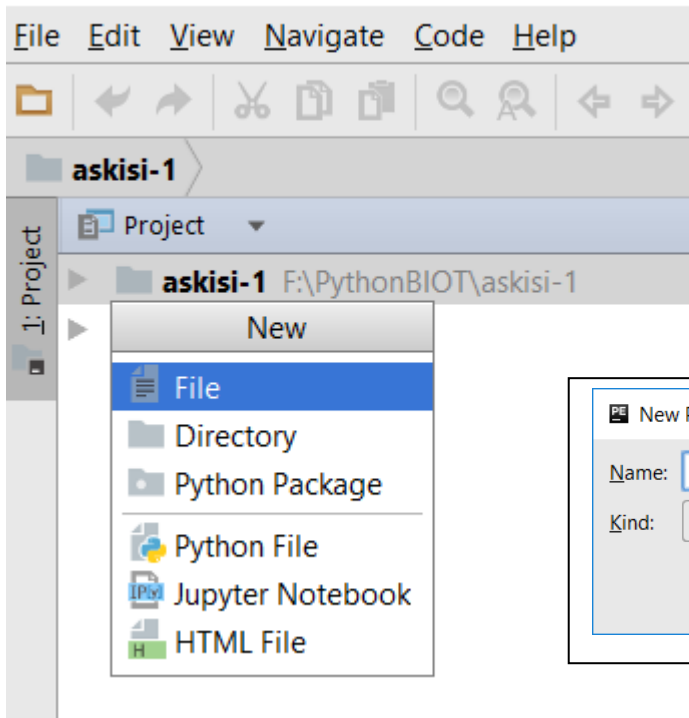 File Edit View Navigate Code Help
askisi-1
1: Project
Project
askisi-1 F:\PythonBIOT\askisi-1
New
File
Directory
Python Package
Python File
Jupyter Notebook
HTML File
PE New
Name:
Kind: